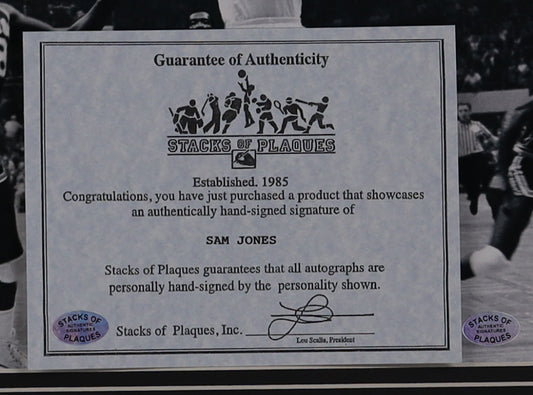 Guarantee of Authenticity
STACKS OF PLAQUES
Established. 1985
Congratulations, you have just purchased a product that showcases
an authentically hand-signed signature of
SAM JONES
Stacks of Plaques guarantees that all autographs are
personally hand-signed by the personality shown.
Stacks of Plaques, Inc.
Lou Scalia, President
STACKS OF
AUTHENTIC
SIGNATURES
PLAQUES
STACKS OF
AUTHENTIC
SIGNATURES
PLAQUES